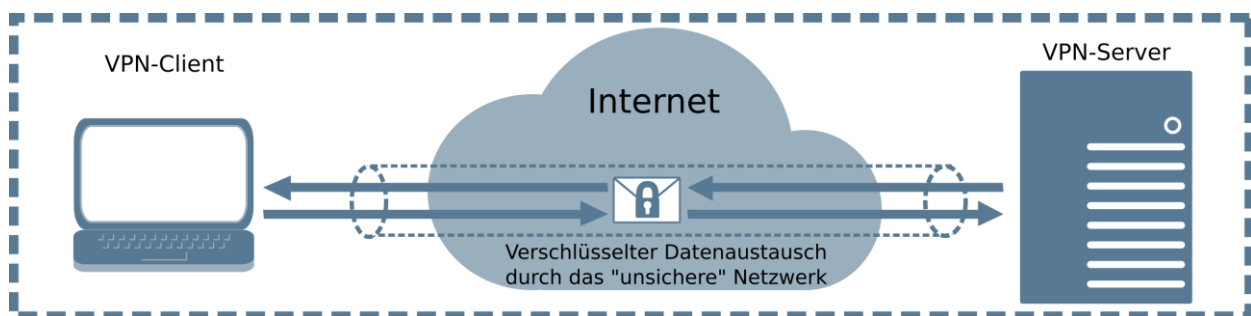 VPN-Client
Internet
VPN-Server
Verschlüsselter Datenaustausch
durch das "unsichere" Netzwerk